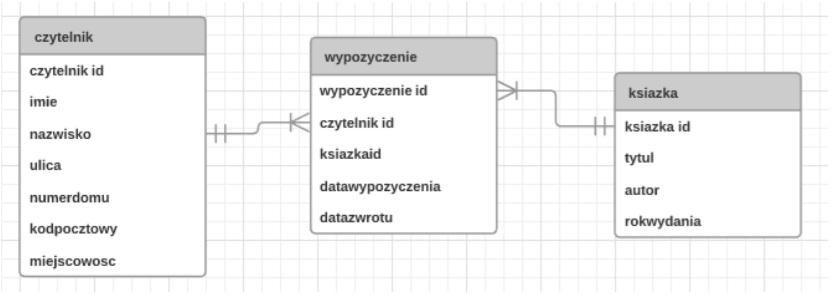 czytelnik
czytelnik id
imie
nazwisko
ulica
numerdomu
kodpocztowy
miejscowosc
wypozyczenie
wypozyczenie id
czytelnik id
ksiazkaid
datawypozyczenia
datazwrotu
ksiazka
ksiazka id
tytul
autor
rokwydania